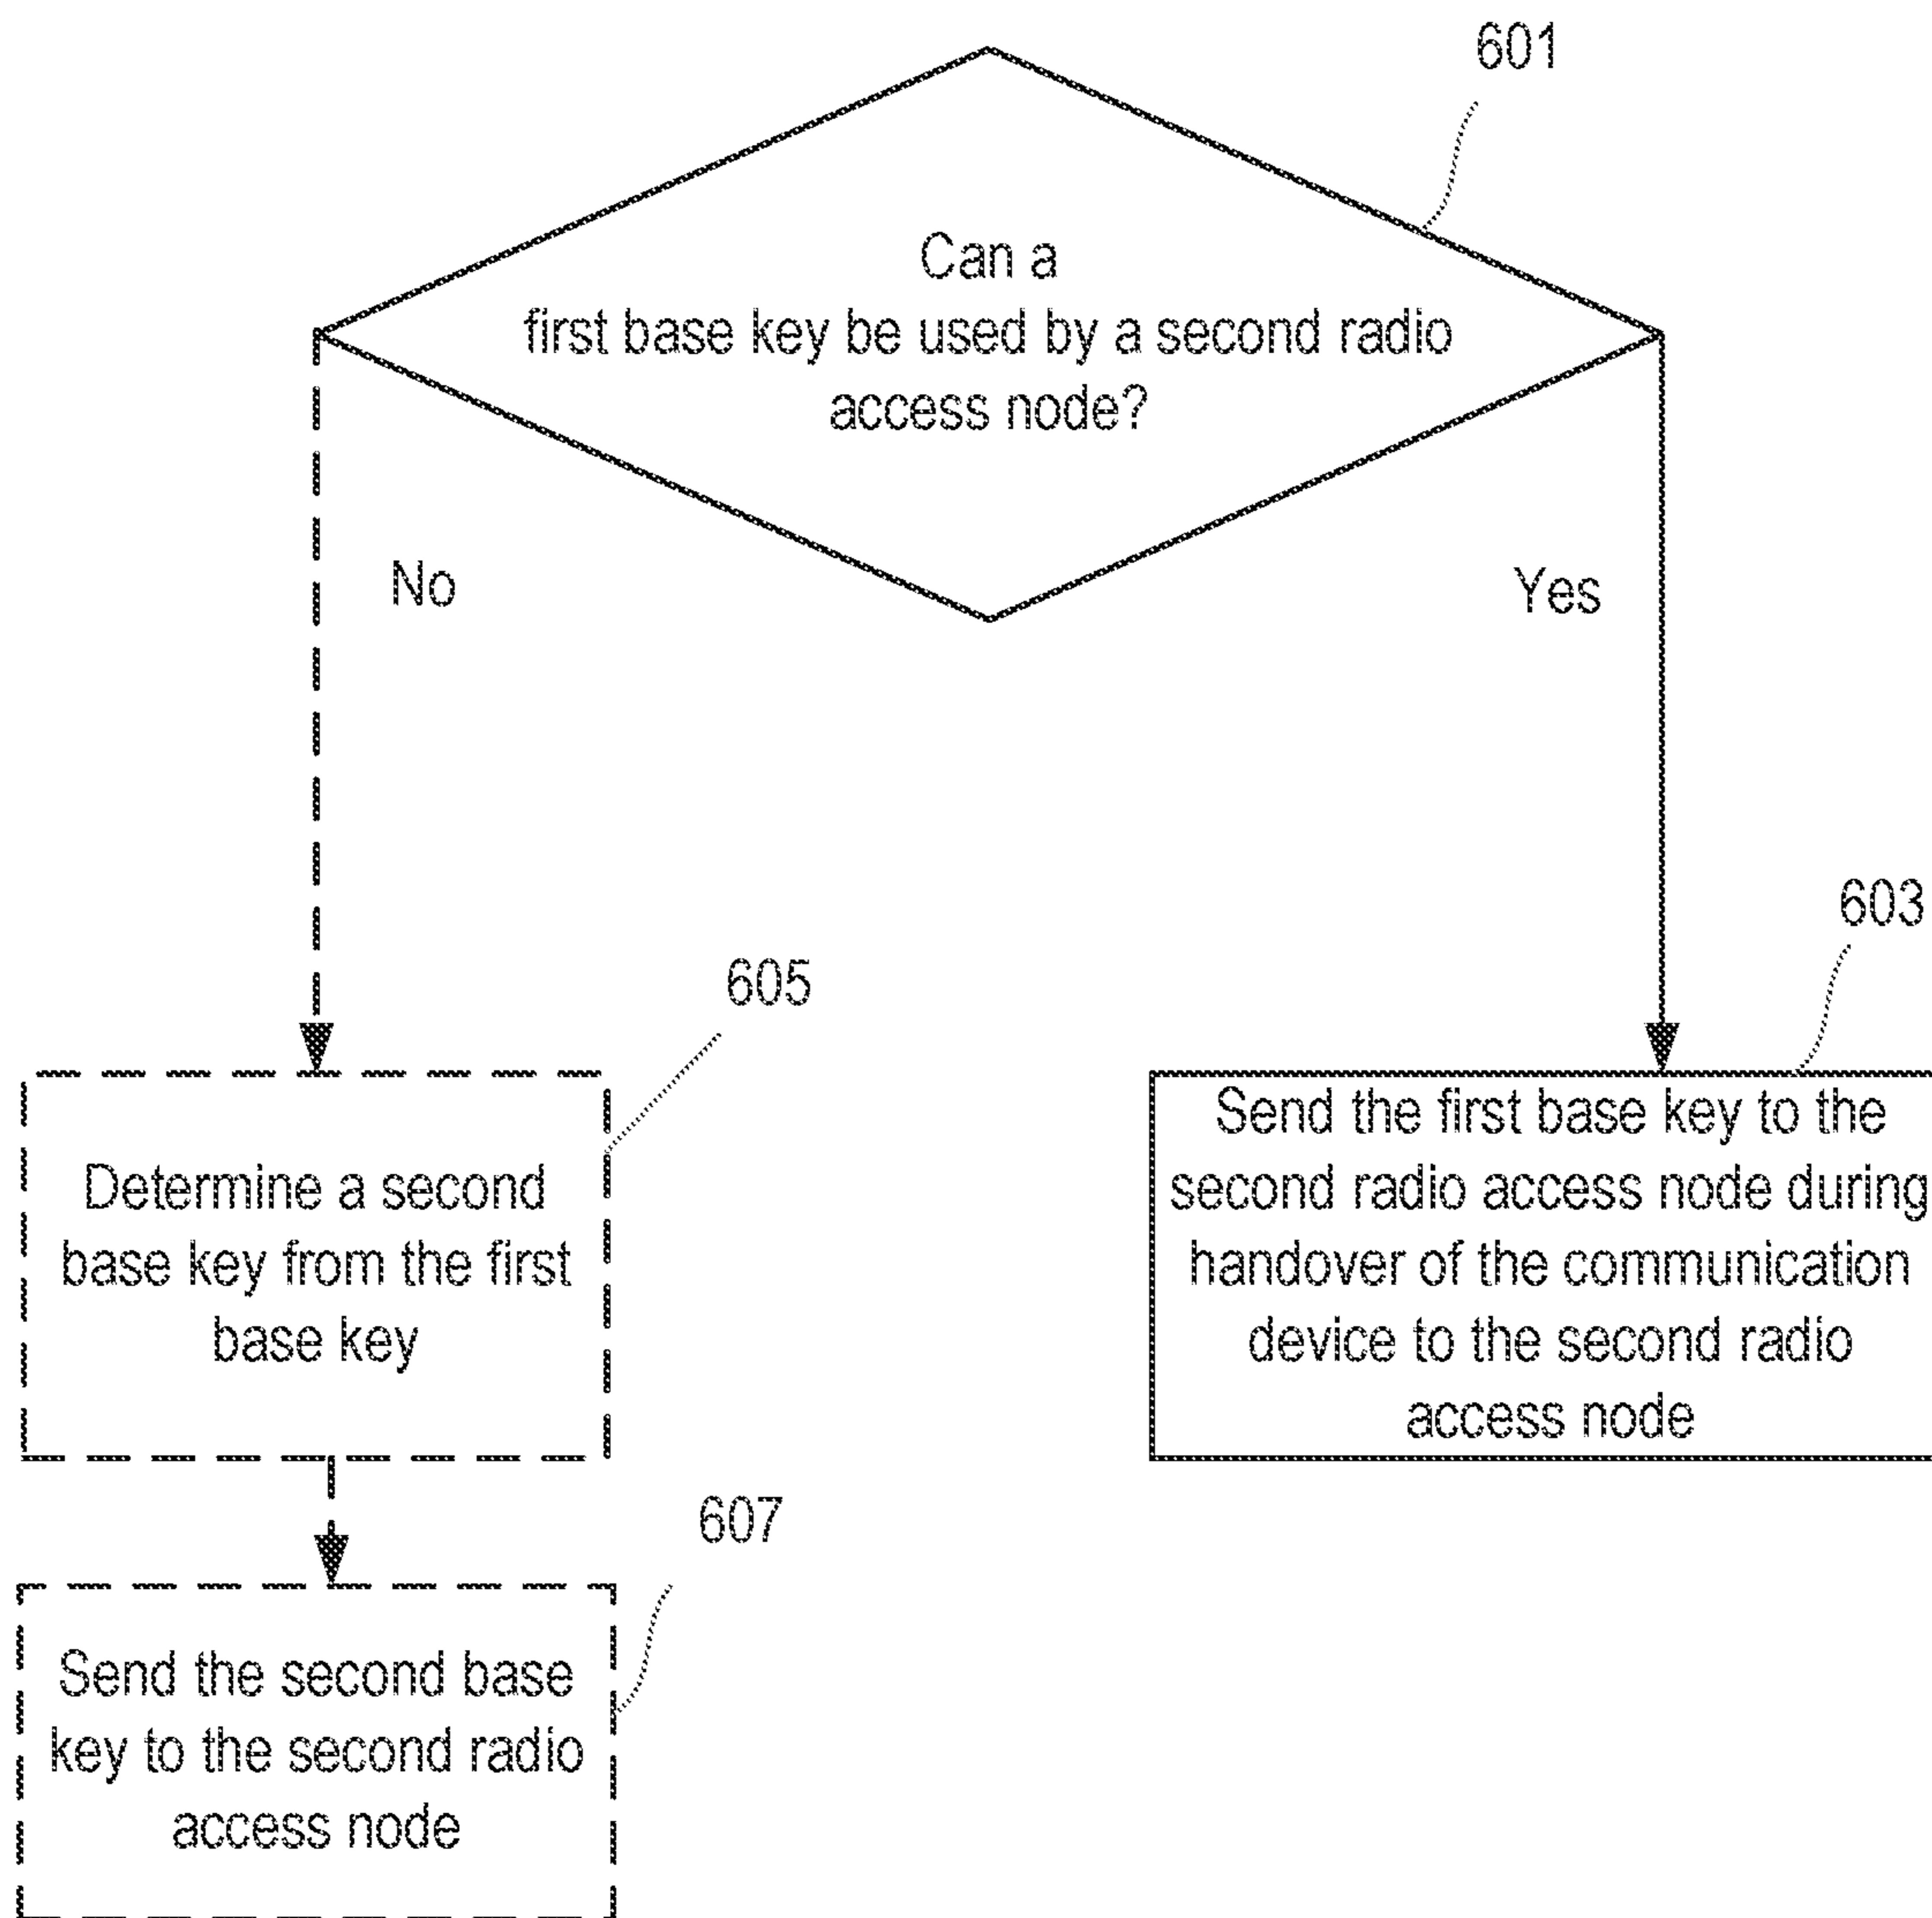 601
Can a
first base key be used by a second radio
access node?
No
Yes
603
605
Send the first base key to the
second radio access node during
handover of the communication
device to the second radio
access node
Determine a second
base key from the first
base key
607
Send the second base
key to the second radio
access node